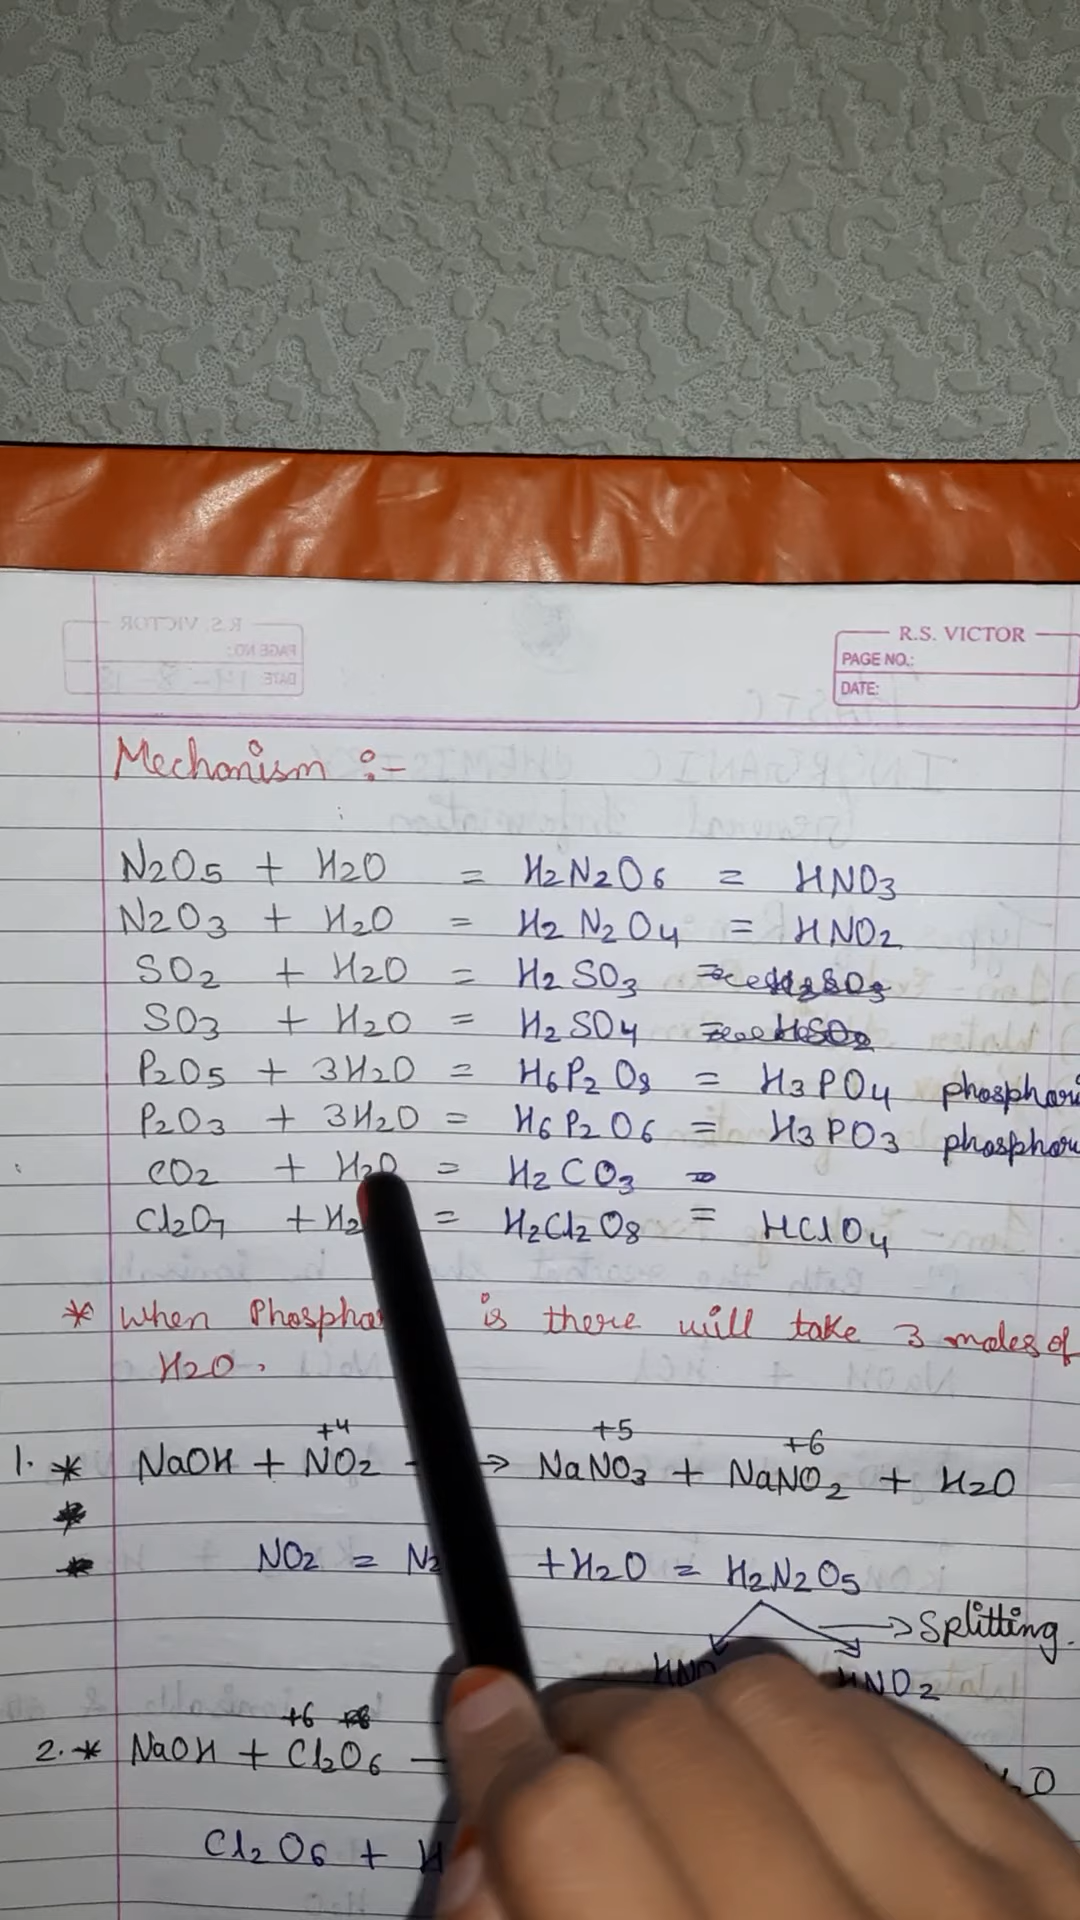 R.S. VICTOR
PAGE NO.:
DATE:
Mechanism :-
N2O5 + H2O = H2N2O6 = HNO3
N2O3 + H2O = H2N2O4 = HNO2
SO2 + H2O = H2SO3
SO3 + H2O = H2SO4
P2O5 + 3H2O = H6P2O8 = H3PO4
P2O3 + 3H2O = H6P2O6 = H3PO3
CO2 + H2O = H2CO3 =
Cl2O7 + H2 = H2Cl2O8 = HClO4
* When is there will take 3 moles of
H2O.
+4 +5 +6
1. * NaOH + NO2 → NaNO3 + NaNO2 + H2O
NO2 = + H2O = H2N2O5
→ Splitting.
HNO2
+6
2. * NaOH + Cl2O6
Cl2O6 +